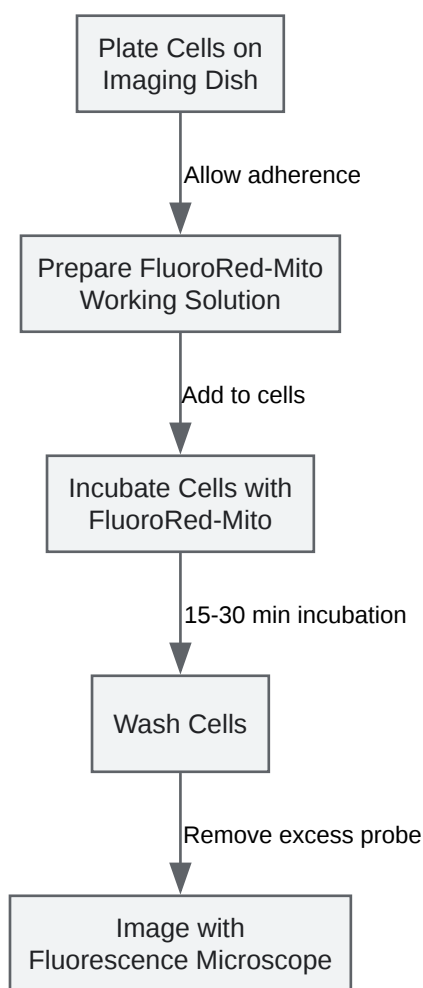 Plate Cells on
Imaging Dish
Allow adherence
Prepare FluoroRed-Mito
Working Solution
Add to cells
Incubate Cells with
FluoroRed-Mito
15-30 min incubation
Wash Cells
Remove excess probe
Image with
Fluorescence Microscope